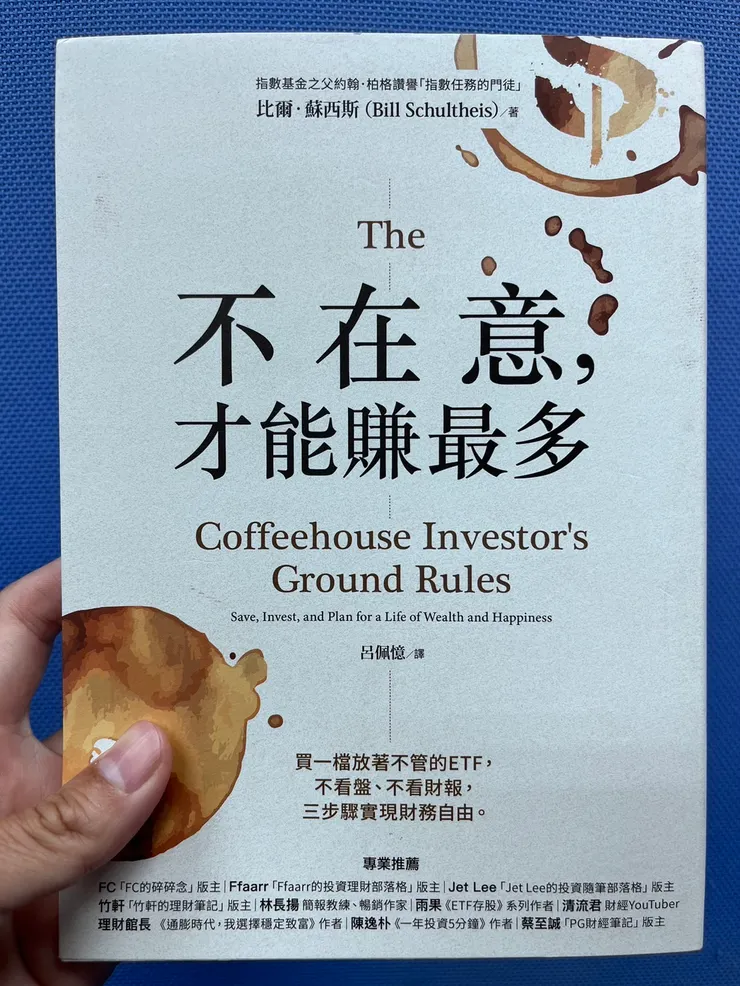 指數基金之父約翰·柏格讚譽「指數任務的門徒」
比爾·蘇西斯 (Bill Schultheis)／著
The
不在意,
才能賺最多
Coffeehouse Investor's
Ground Rules
Save, Invest, and Plan for a Life of Wealth and Happiness
呂佩憶／譯
買一檔放著不管的ETF，
不看盤、不看財報，
三步驟實現財務自由。
專業推薦
FC「FC的碎碎念」版主｜Ffaarr「Ffaarr的投資理財部落格」版主｜Jet Lee「Jet Lee的投資隨筆部落格」版主
竹軒「竹軒的理財筆記」版主｜林長揚 簡報教練、暢銷作家｜雨果《ETF存股》系列作者｜清流君 財經YouTuber
理財館長《通膨時代，我選擇穩定致富》作者｜陳逸朴《一年投資5分鐘》作者｜蔡至誠「PG財經筆記」版主